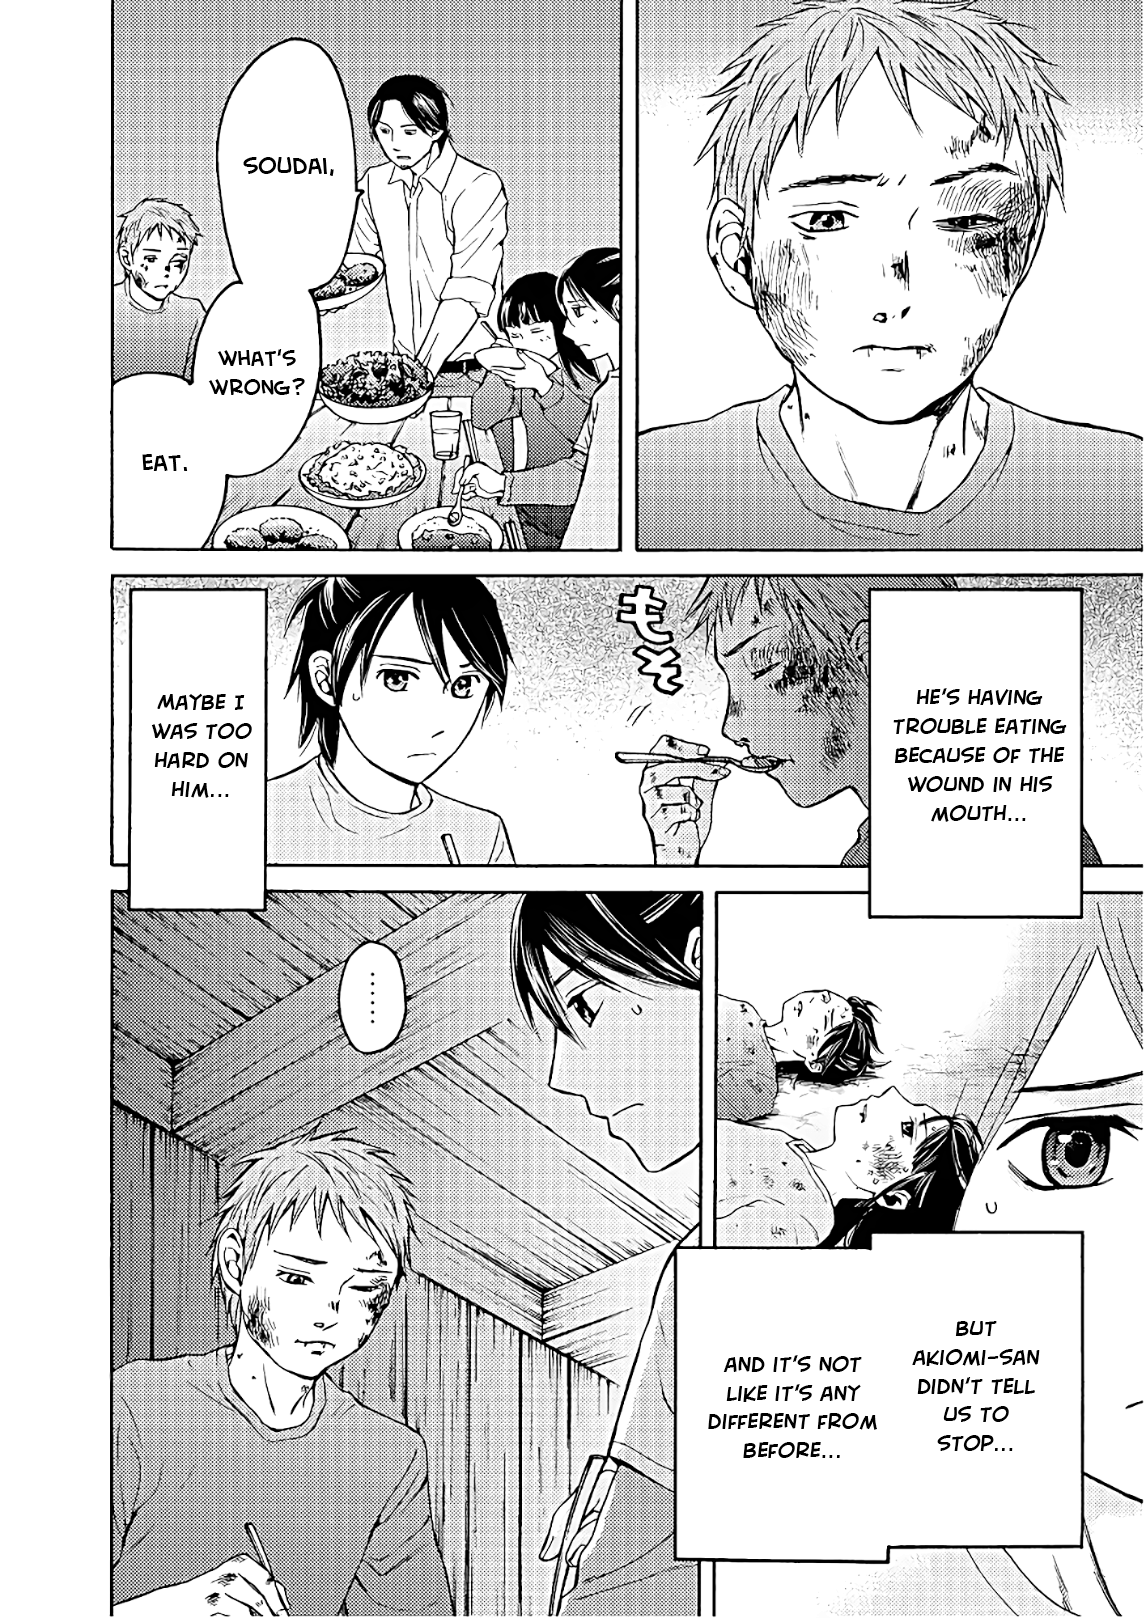 SOUDAI,
WHAT'S
WRONG?
EAT.
HE'S HAVING
TROUBLE EATING
BECAUSE OF THE
WOUND IN HIS
MOUTH...
もそ
MAYBE I
WAS TOO
HARD ON
HIM...
BUT
AKIOMI-SAN
DIDN'T TELL
US TO
STOP...
AND IT'S NOT
LIKE IT'S ANY
DIFFERENT FROM
BEFORE...
......